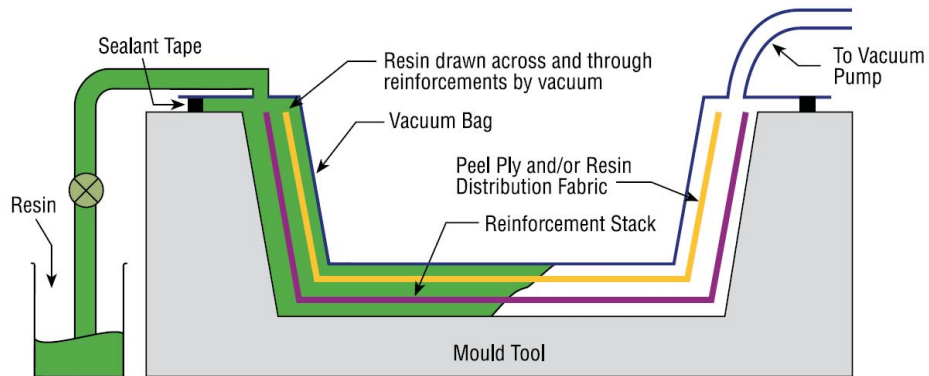 Sealant Tape
Resin drawn across and through
reinforcements by vacuum
To Vacuum
Pump
Vacuum Bag
Peel Ply and/or Resin
Distribution Fabric
Resin
Reinforcement Stack
Mould Tool